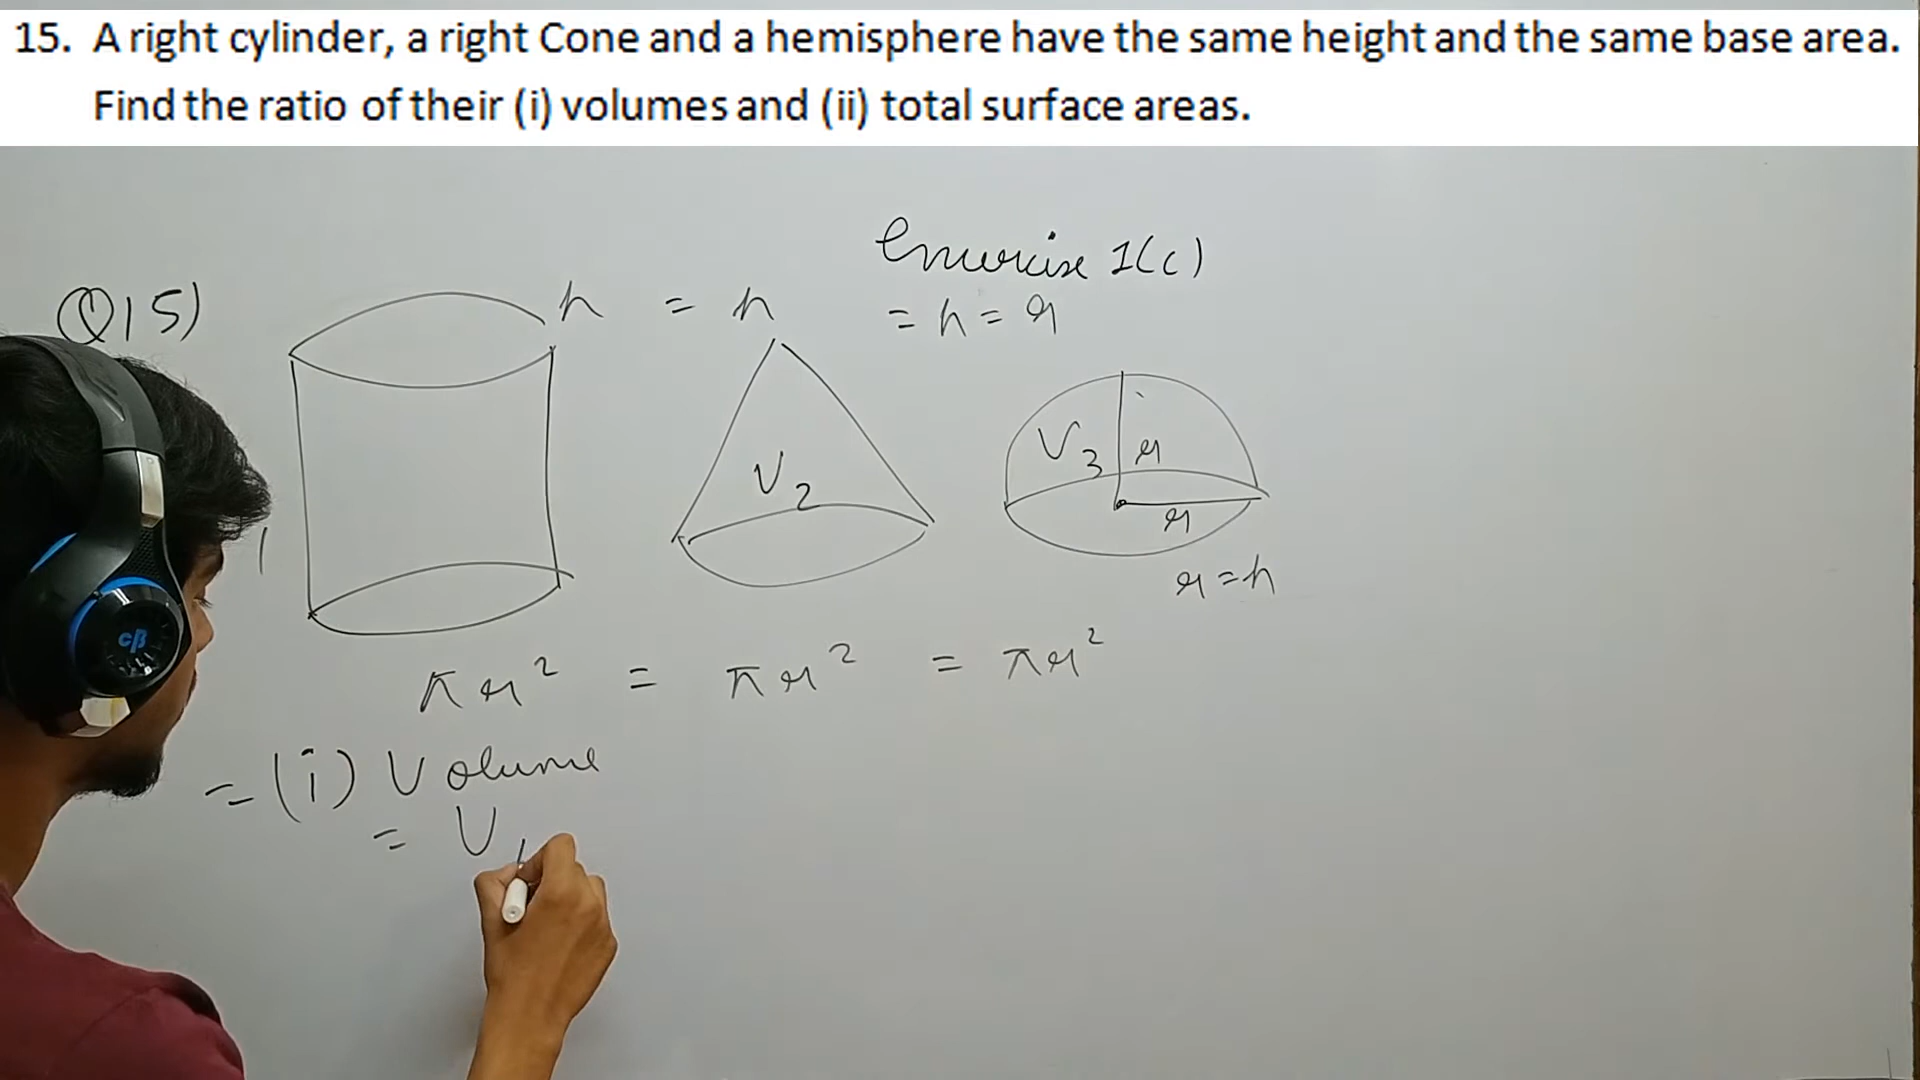 15. A right cylinder, a right Cone and a hemisphere have the same height and the same base area.
Find the ratio of their (i) volumes and (ii) total surface areas.
Exercise 1(c)
Q15) h = h = h = r
V2 V3 r
r
r = h
πr² = πr² = πr²
= (i) Volume
= V1
cβ